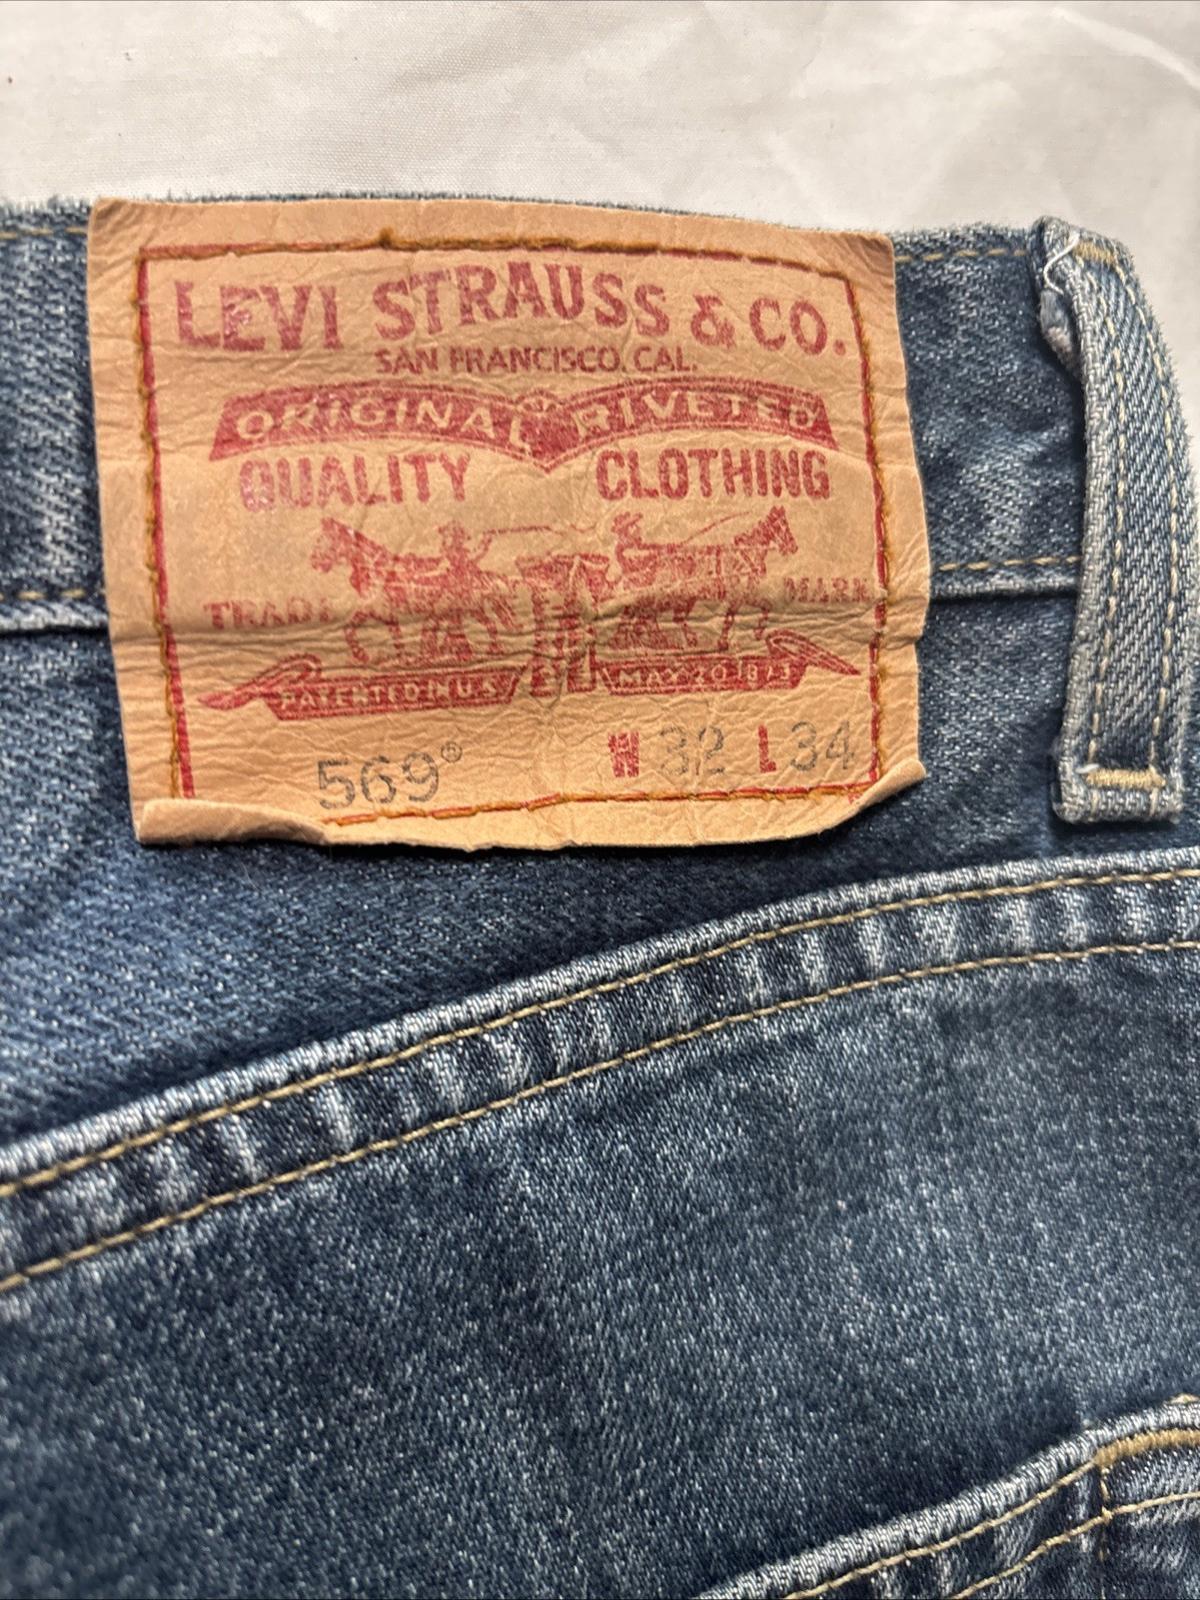 LEVI STRAUSS & CO.
SAN FRANCISCO, CAL.
ORIGINAL RIVETED
QUALITY CLOTHING
TRADE MARK
PATENTED IN U.S. MAY 20 1873
569® W 32 L 34